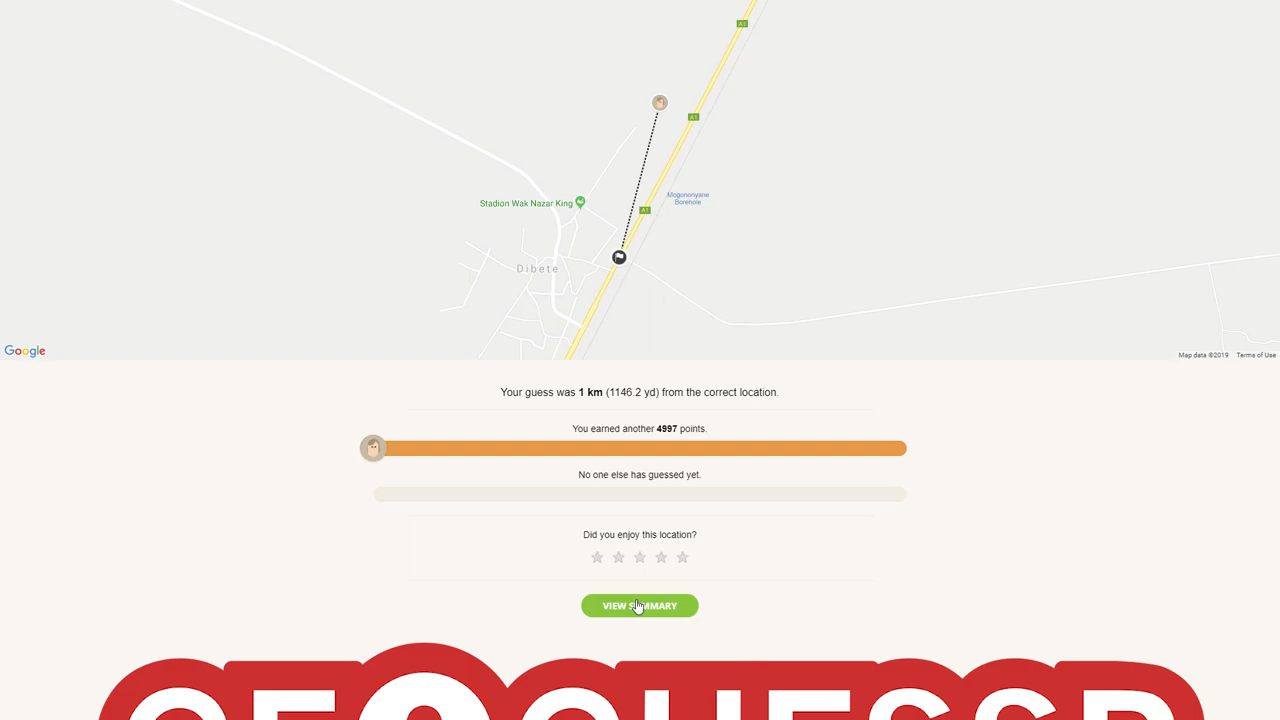 A1
A1
Mogononyane
Borehole
Stadion Wak Nazar King
A1
Dibete
Google
Map data ©2019 Terms of Use
Your guess was 1 km (1146.2 yd) from the correct location.
You earned another 4997 points.
No one else has guessed yet.
Did you enjoy this location?
VIEW SUMMARY
GEOGUESSR